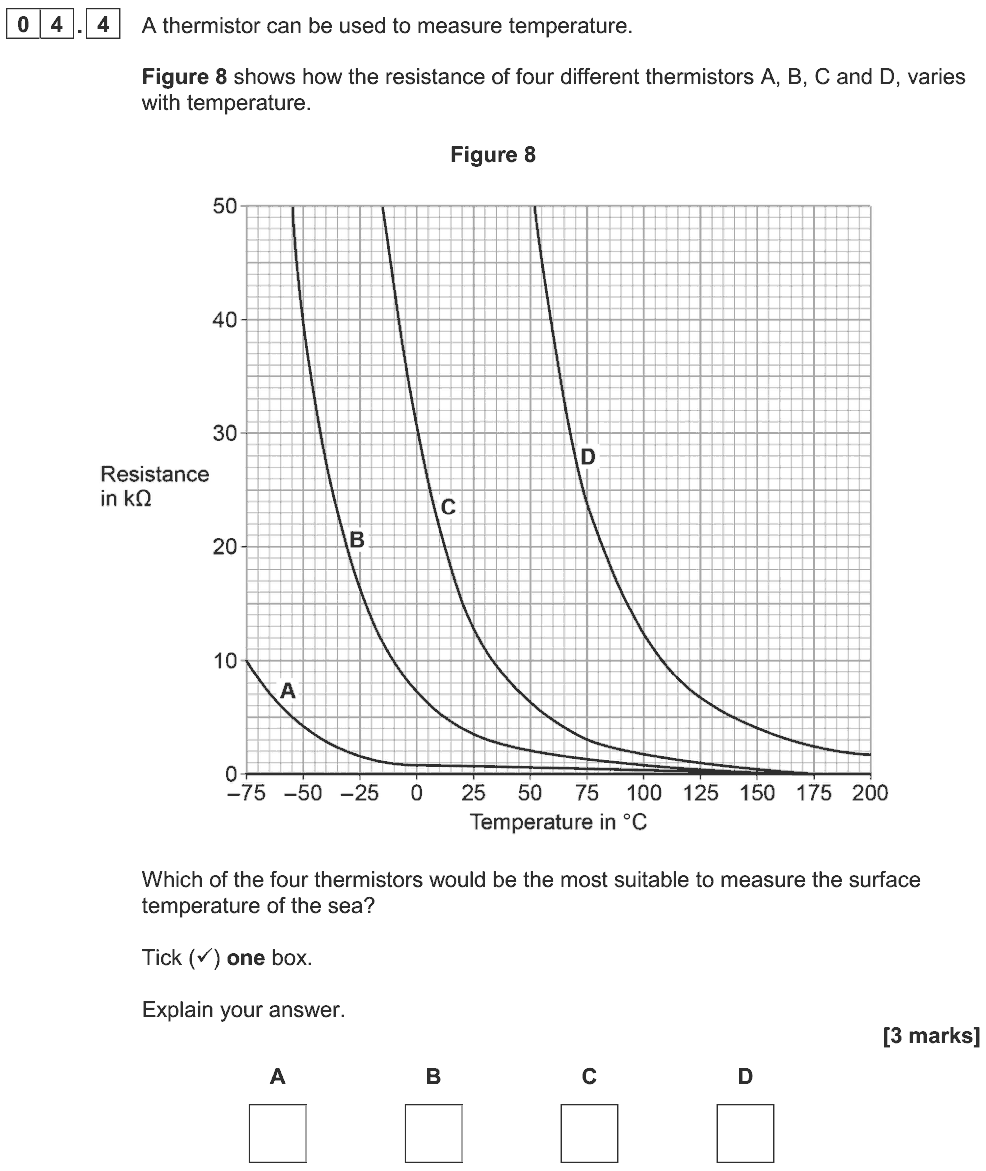 04.4 A thermistor can be used to measure temperature.
Figure 8 shows how the resistance of four different thermistors A, B, C and D, varies
with temperature.
Figure 8
50
40
30
D
Resistance
in kΩ
C
20
B
10
A
0
–75 –50 –25 0 25 50 75 100 125 150 175 200
Temperature in °C
Which of the four thermistors would be the most suitable to measure the surface
temperature of the sea?
Tick (✓) one box.
Explain your answer.
[3 marks]
A B C D